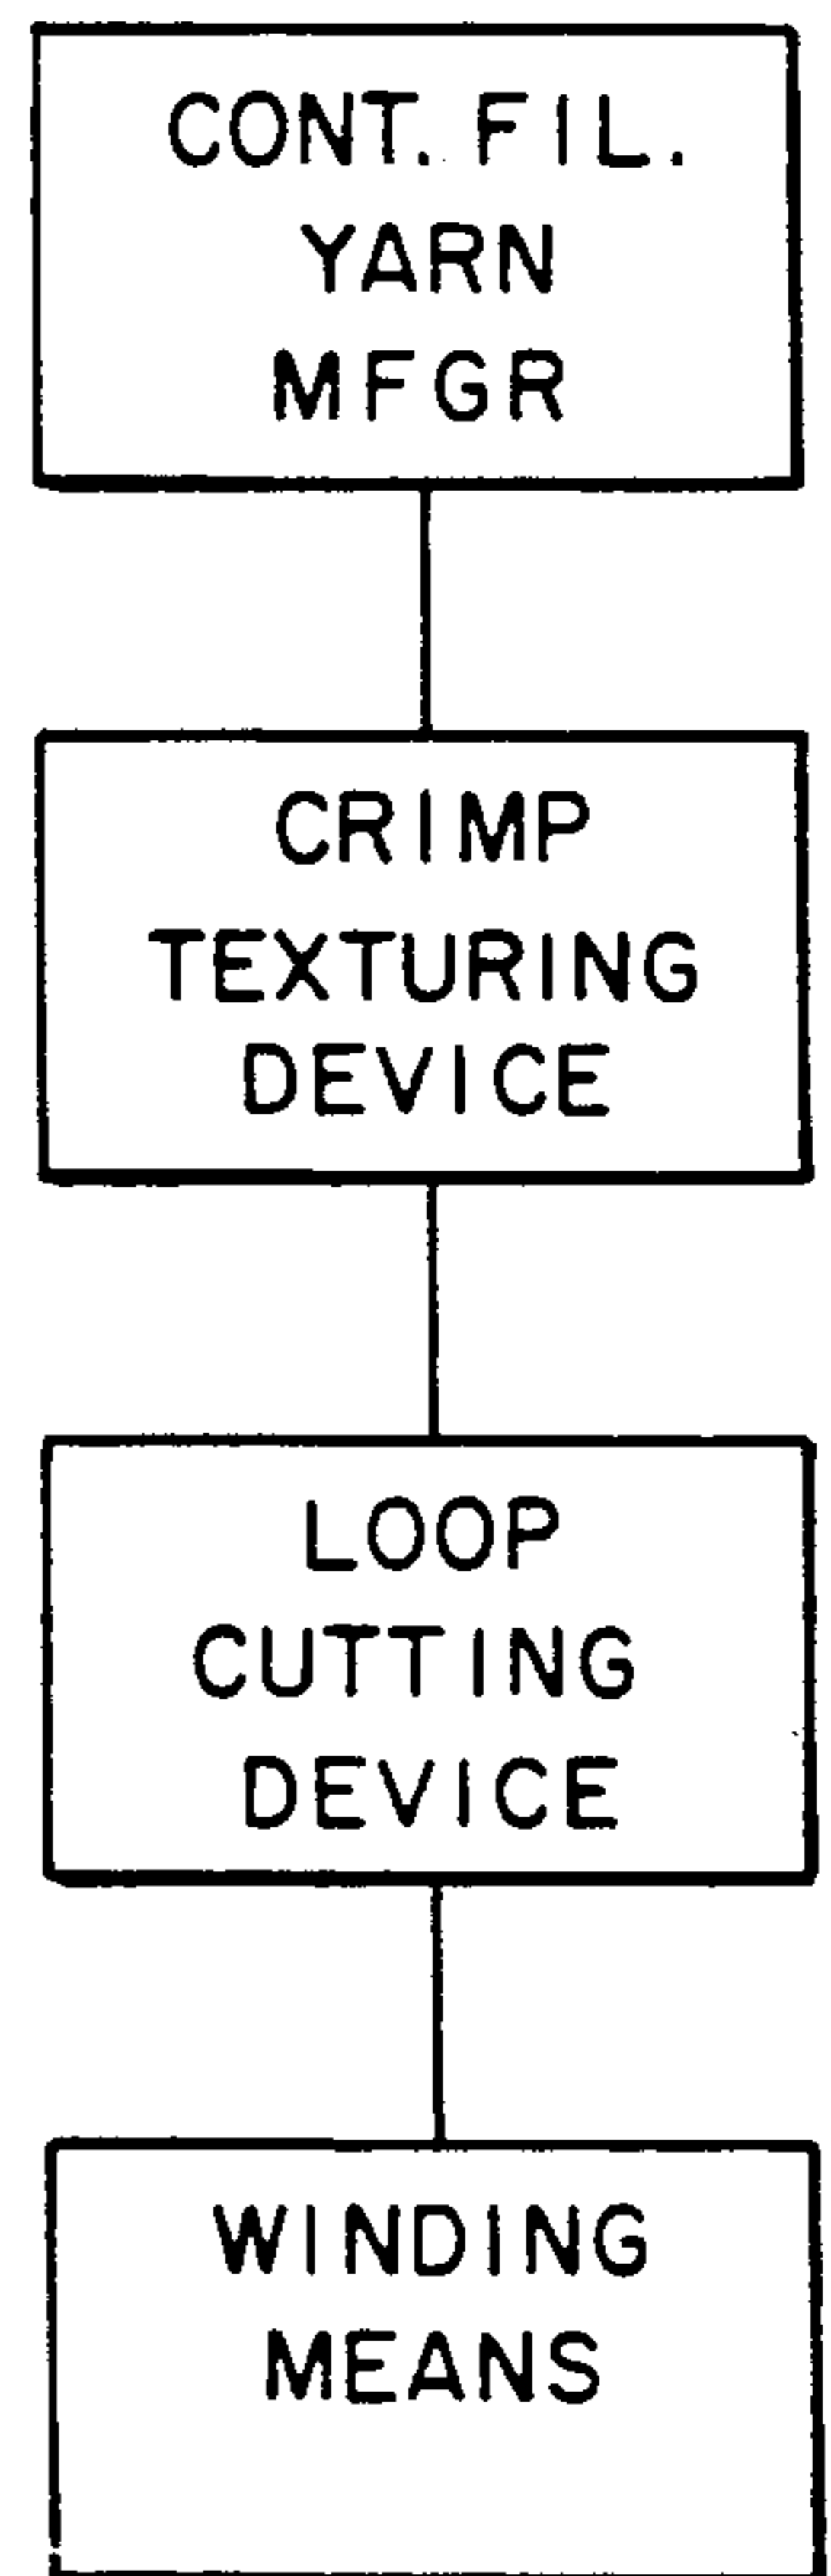 CONT. FIL.
YARN
MFGR
CRIMP
TEXTURING
DEVICE
LOOP
CUTTING
DEVICE
WINDING
MEANS